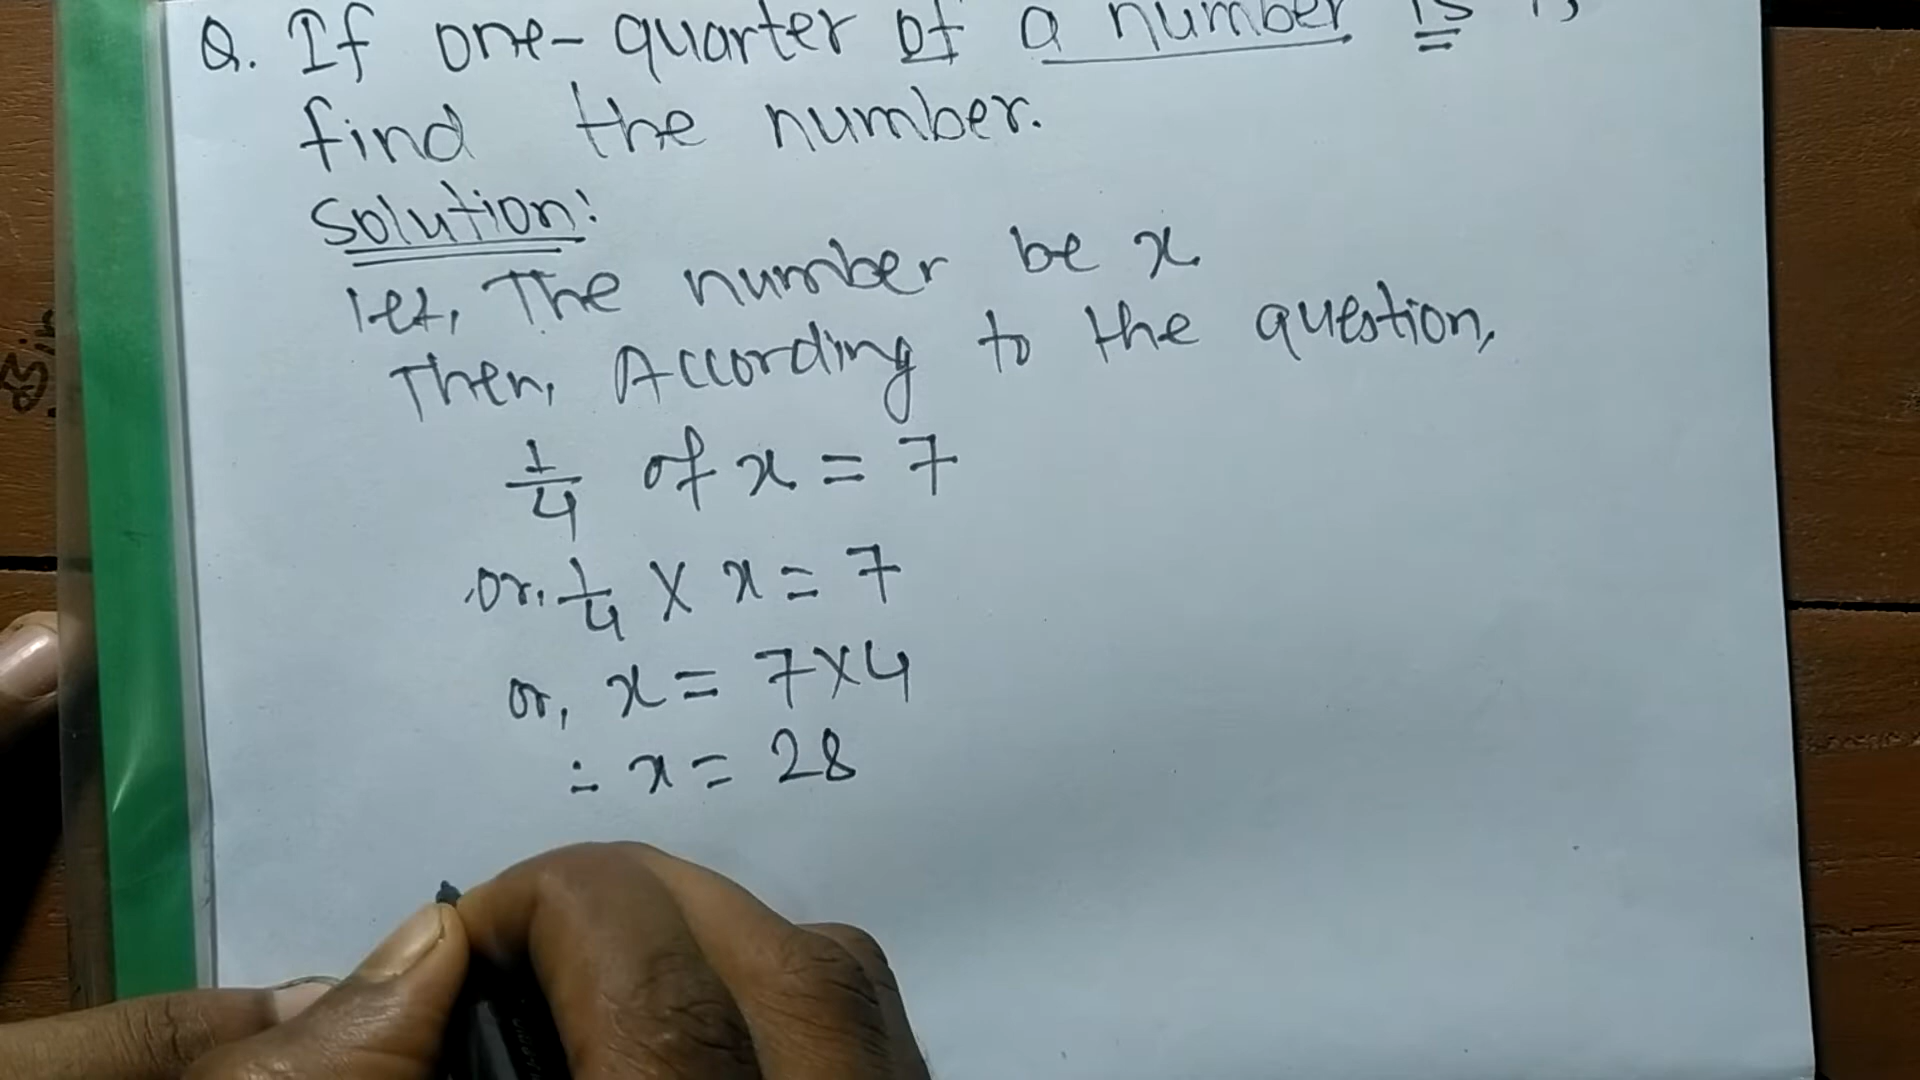 Q. If one-quarter of a number is
find the number.
Solution:
let, The number be x
Then, According to the question,
1/4 of x = 7
or, 1/4 × x = 7
or, x = 7×4
∴ x = 28